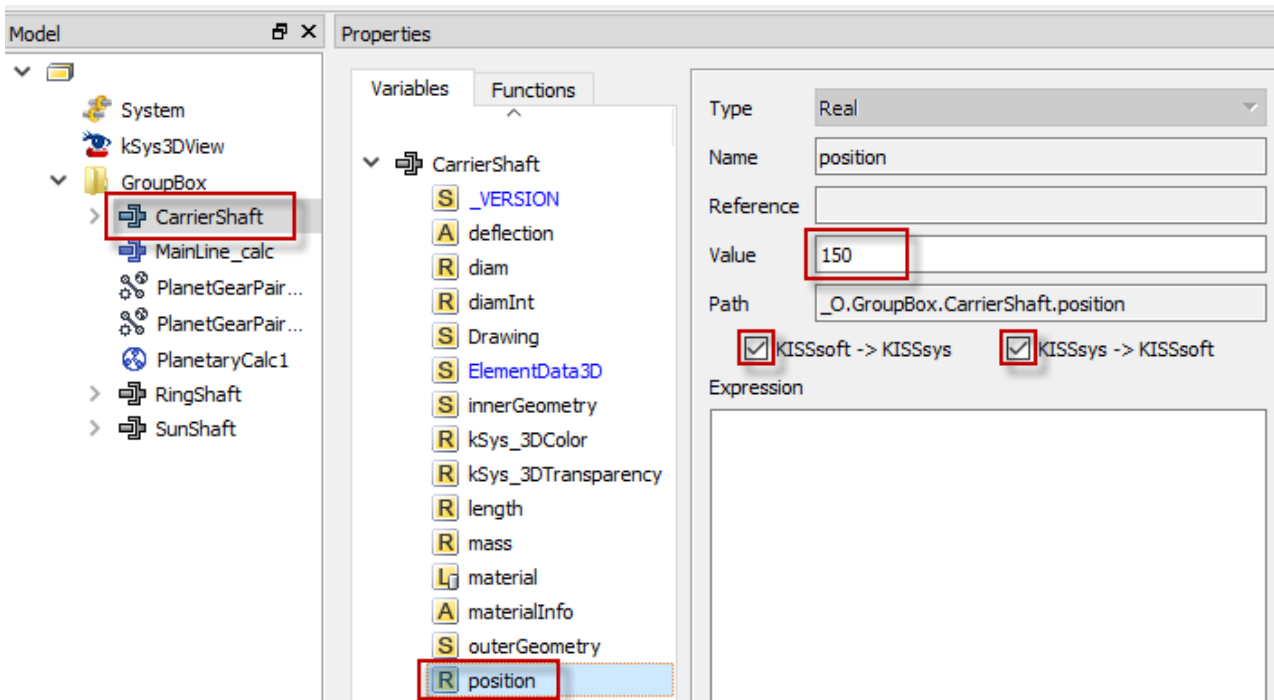 Model
System
kSys3DView
GroupBox
CarrierShaft
MainLine_calc
PlanetGearPair...
PlanetGearPair...
PlanetaryCalc1
RingShaft
SunShaft
Properties
Variables
Functions
CarrierShaft
S _VERSION
A deflection
R diam
R diamInt
S Drawing
S ElementData3D
S innerGeometry
R kSys_3DColor
R kSys_3DTransparency
R length
R mass
L material
A materialInfo
S outerGeometry
R position
Type Real
Name position
Reference
Value 150
Path _O.GroupBox.CarrierShaft.position
KISSsoft -> KISSsys KISSsys -> KISSsoft
Expression